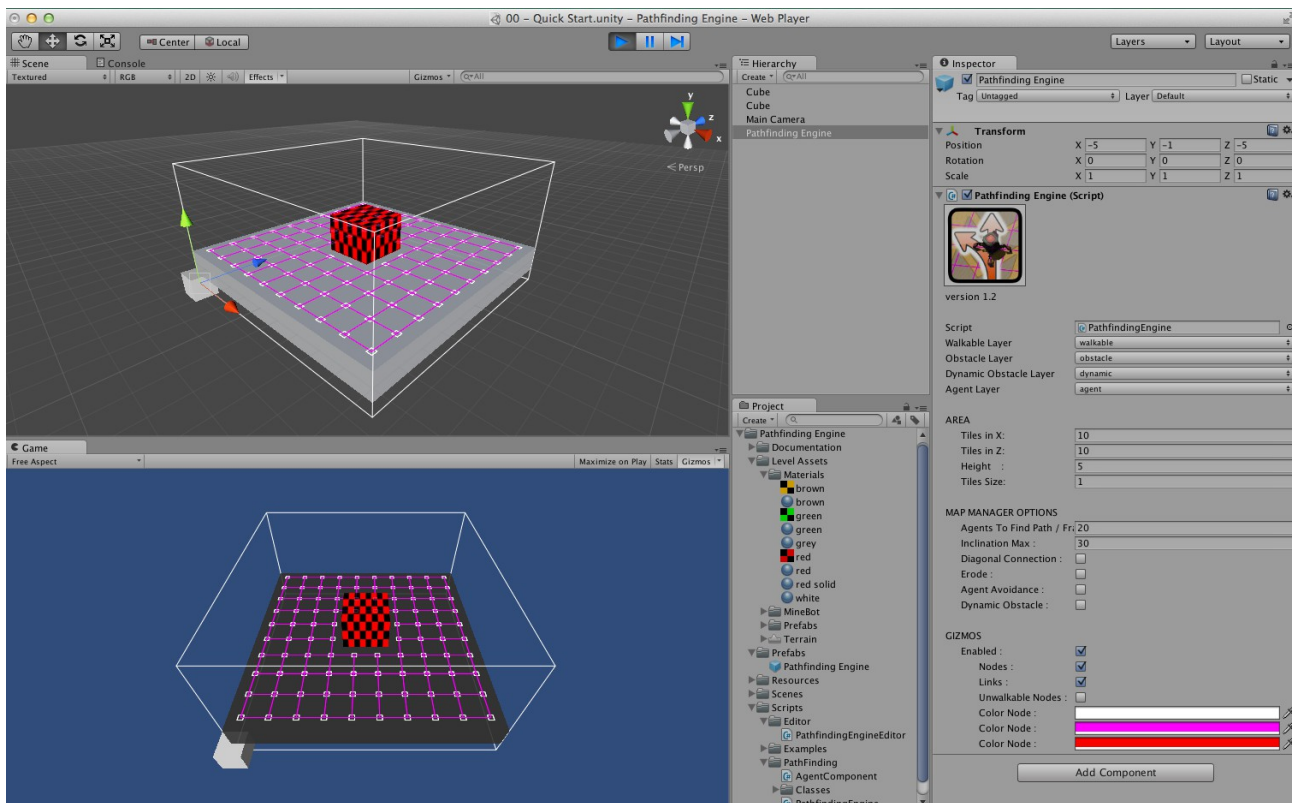 00 – Quick Start.unity – Pathfinding Engine – Web Player
Center Local
Layers Layout
Scene Console
Textured RGB 2D Effects Gizmos All
y
z
x
Persp
Game
Free Aspect Maximize on Play Stats Gizmos
Hierarchy
Create All
Cube
Cube
Main Camera
Pathfinding Engine
Project
Create
Pathfinding Engine
Documentation
Level Assets
Materials
brown
brown
green
green
grey
red
red
red solid
white
MineBot
Prefabs
Terrain
Prefabs
Pathfinding Engine
Resources
Scenes
Scripts
Editor
PathfindingEngineEditor
Examples
PathFinding
AgentComponent
Classes
PathfindingEngine
Inspector
Pathfinding Engine Static
Tag Untagged Layer Default
Transform
Position X -5 Y -1 Z -5
Rotation X 0 Y 0 Z 0
Scale X 1 Y 1 Z 1
Pathfinding Engine (Script)
version 1.2
Script PathfindingEngine
Walkable Layer walkable
Obstacle Layer obstacle
Dynamic Obstacle Layer dynamic
Agent Layer agent
AREA
Tiles in X: 10
Tiles in Z: 10
Height : 5
Tiles Size: 1
MAP MANAGER OPTIONS
Agents To Find Path / Fr 20
Inclination Max : 30
Diagonal Connection :
Erode :
Agent Avoidance :
Dynamic Obstacle :
GIZMOS
Enabled :
Nodes :
Links :
Unwalkable Nodes :
Color Node :
Color Node :
Color Node :
Add Component